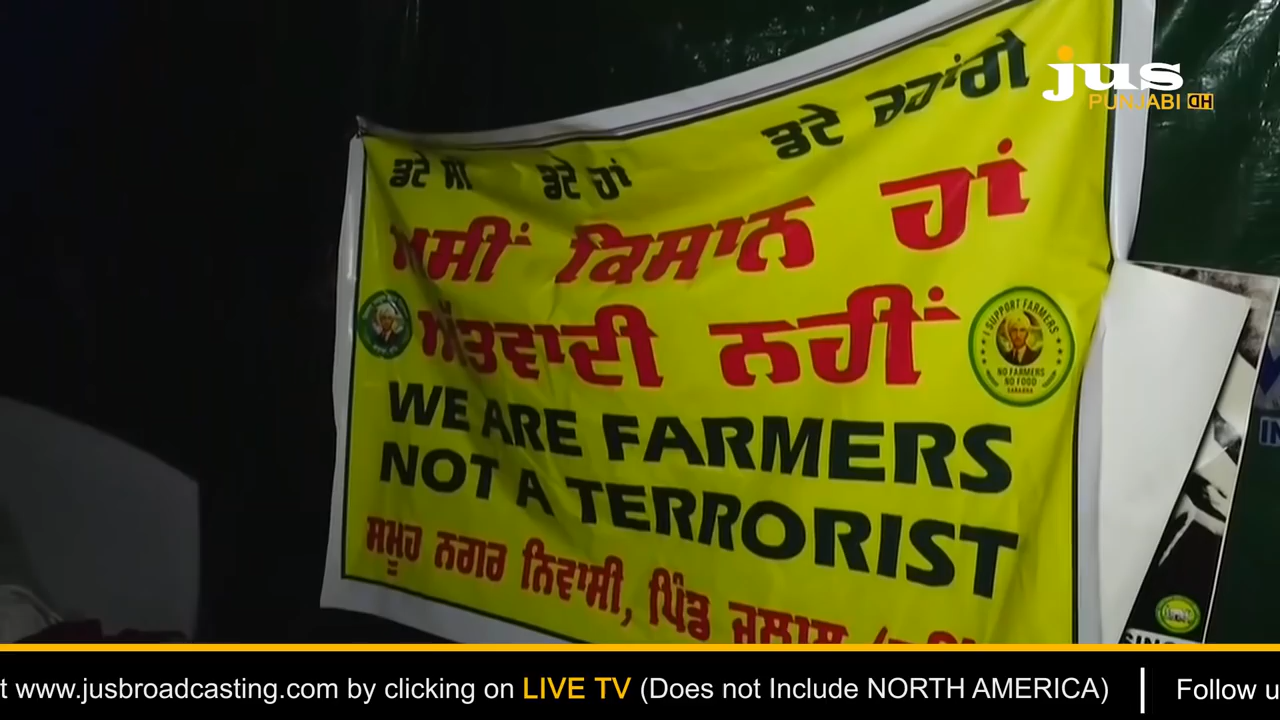 jus
PUNJABI HD
ਡਟੇ ਸੀ ਡਟੇ ਹਾਂ ਡਟੇ ਰਹਾਂਗੇ
ਅਸੀਂ ਕਿਸਾਨ ਹਾਂ
ਅੱਤਵਾਦੀ ਨਹੀਂ
I SUPPORT FARMERS
NO FARMERS
NO FOOD
WE ARE FARMERS
NOT A TERRORIST
ਸਮੂਹ ਨਗਰ ਨਿਵਾਸੀ, ਪਿੰਡ
t www.jusbroadcasting.com by clicking on LIVE TV (Does not Include NORTH AMERICA) Follow u